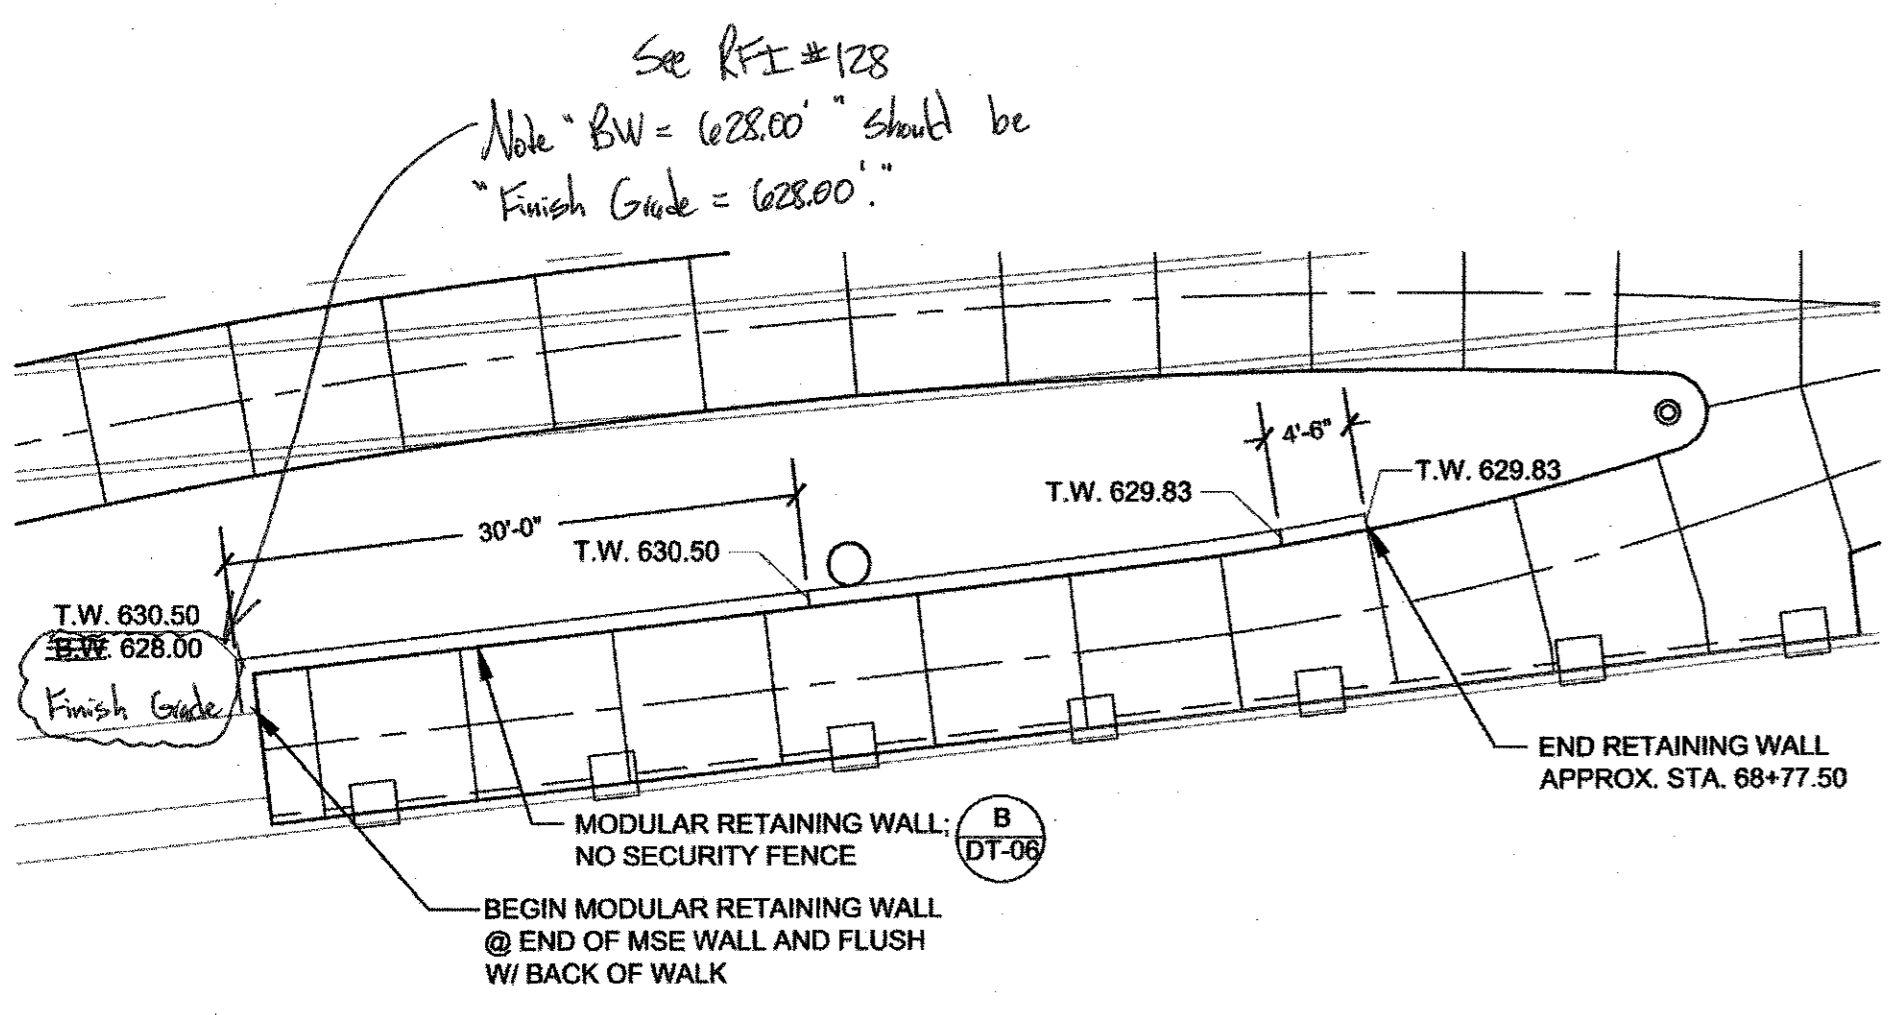 See RFI #128
Note "BW = 628.00' " should be
"Finish Grade = 628.00'."
4'-6"
T.W. 629.83
T.W. 629.83
30'-0"
T.W. 630.50
T.W. 630.50
B.W. 628.00
Finish Grade
END RETAINING WALL
APPROX. STA. 68+77.50
MODULAR RETAINING WALL;
NO SECURITY FENCE
B
DT-06
BEGIN MODULAR RETAINING WALL
@ END OF MSE WALL AND FLUSH
W/ BACK OF WALK